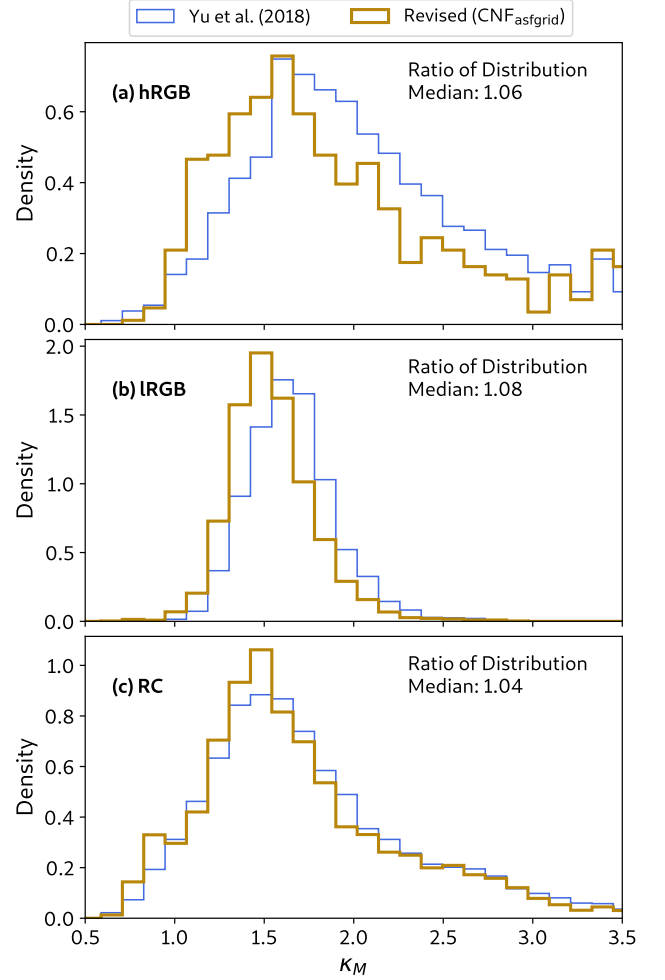 Yu et al. (2018) Revised (CNFasfgrid)
(a) hRGB
Ratio of Distribution
Median: 1.06
Density
0.6
0.4
0.2
0.0
(b) lRGB
Ratio of Distribution
Median: 1.08
Density
2.0
1.5
1.0
0.5
0.0
(c) RC
Ratio of Distribution
Median: 1.04
Density
1.0
0.8
0.6
0.4
0.2
0.0
0.5 1.0 1.5 2.0 2.5 3.0 3.5
κM